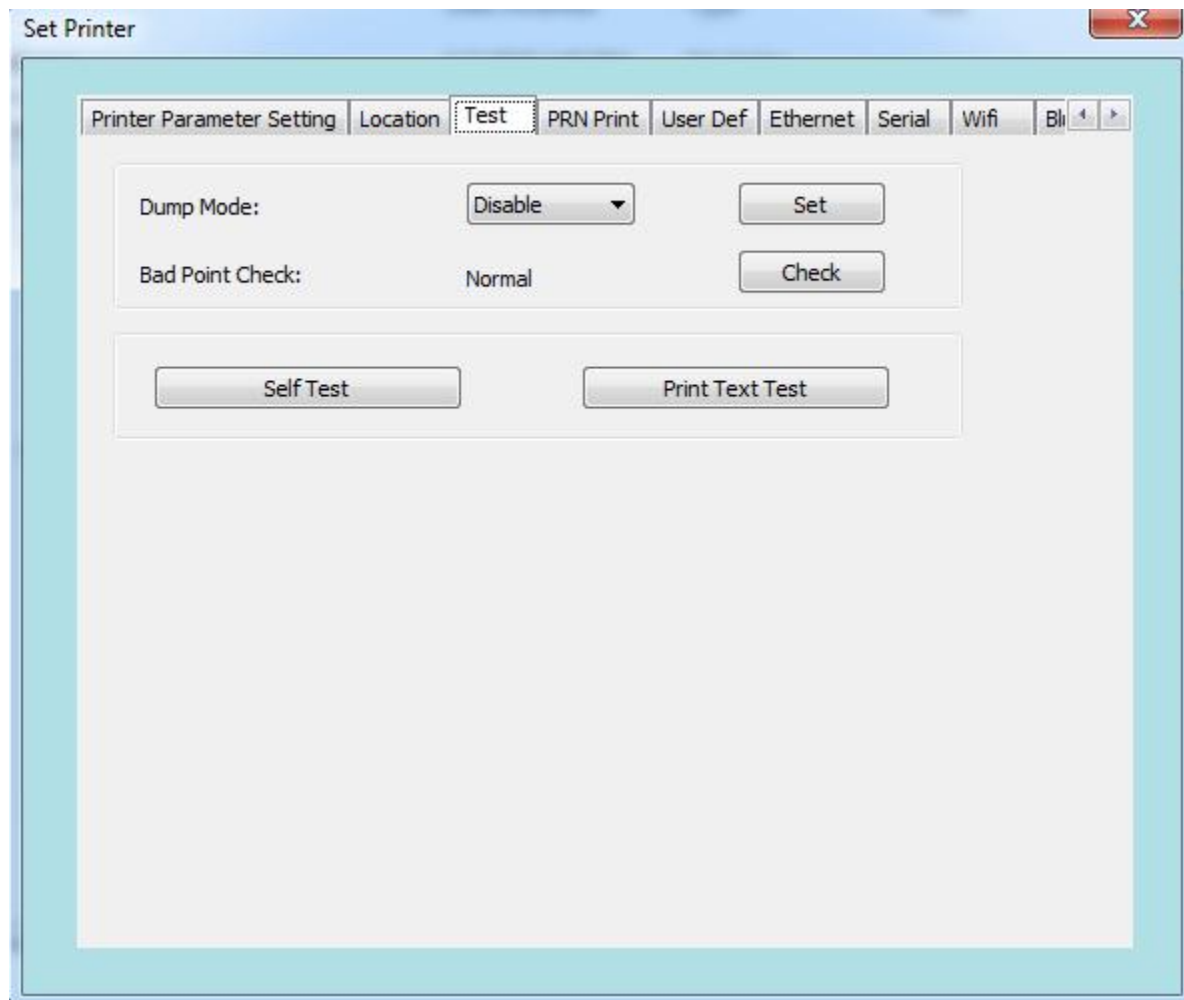 Set Printer
Printer Parameter Setting Location Test PRN Print User Def Ethernet Serial Wifi
Dump Mode: Disable Set
Bad Point Check: Normal Check
Self Test Print Text Test